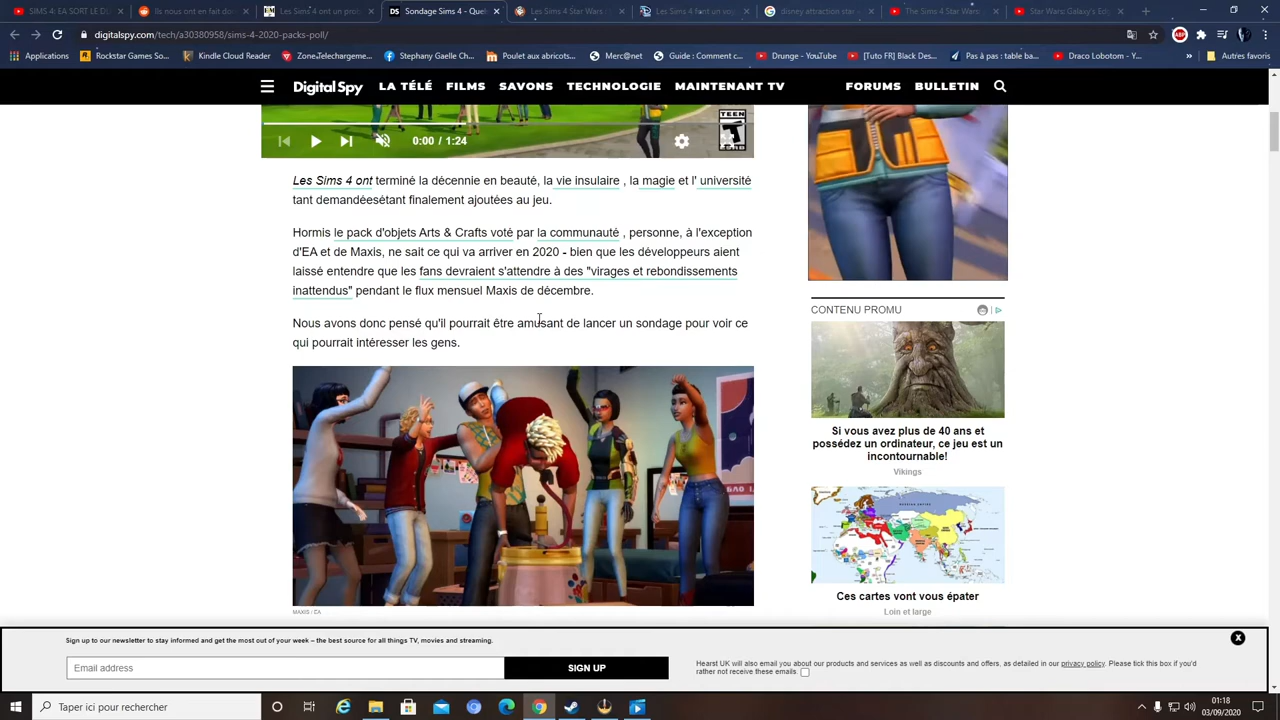 SIMS 4: EA SORT LE DL
Ils nous ont en fait do
Les Sims 4 ont un prob
DS Sondage Sims 4 - Quel
Les Sims 4 Star Wars
Les Sims 4 font un voy
disney attraction star
The Sims 4 Star Wars
Star Wars: Galaxy's Ed
digitalspy.com/tech/a30380958/sims-4-2020-packs-poll/
Applications
Rockstar Games So...
Kindle Cloud Reader
ZoneTelechargeme...
Stephany Gaelle Ch...
Poulet aux abricots...
Merc@net
Guide : Comment c...
Drunge - YouTube
[Tuto FR] Black Des...
Pas à pas : table ba...
Draco Lobotom - Y...
»
Autres favoris
Digital Spy
LA TÉLÉ
FILMS
SAVONS
TECHNOLOGIE
MAINTENANT TV
FORUMS
BULLETIN
0:00 / 1:24
TEEN
T
Les Sims 4 ont terminé la décennie en beauté, la vie insulaire , la magie et l' université
tant demandéesétant finalement ajoutées au jeu.
Hormis le pack d'objets Arts & Crafts voté par la communauté , personne, à l'exception
d'EA et de Maxis, ne sait ce qui va arriver en 2020 - bien que les développeurs aient
laissé entendre que les fans devraient s'attendre à des "virages et rebondissements
inattendus" pendant le flux mensuel Maxis de décembre.
Nous avons donc pensé qu'il pourrait être amusant de lancer un sondage pour voir ce
qui pourrait intéresser les gens.
MAXIS / EA
CONTENU PROMU
Si vous avez plus de 40 ans et
possédez un ordinateur, ce jeu est un
incontournable!
Vikings
Ces cartes vont vous épater
Loin et large
Sign up to our newsletter to stay informed and get the most out of your week – the best source for all things TV, movies and streaming.
X
Email address
SIGN UP
Hearst UK will also email you about our products and services as well as discounts and offers, as detailed in our privacy policy. Please tick this box if you'd
rather not receive these emails.
Taper ici pour rechercher
01:18
03/09/2020